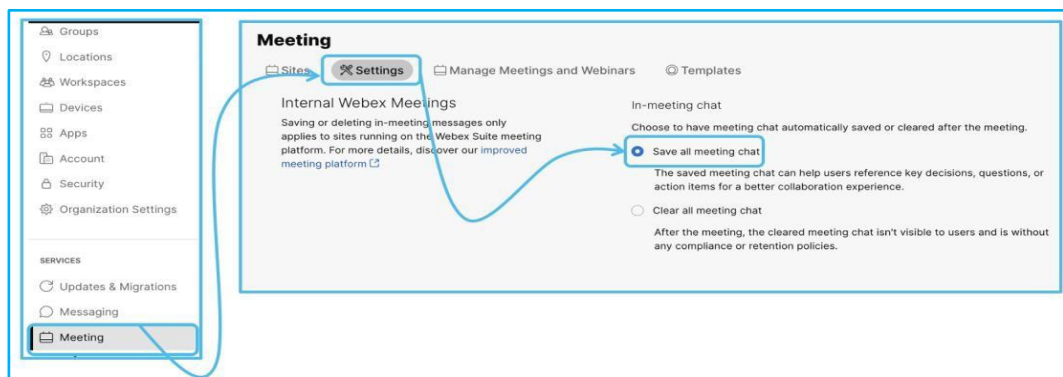 Groups
Locations
Workspaces
Devices
Apps
Account
Security
Organization Settings
SERVICES
Updates & Migrations
Messaging
Meeting
Meeting
Sites
Settings
Manage Meetings and Webinars
Templates
Internal Webex Meetings
Saving or deleting in-meeting messages only
applies to sites running on the Webex Suite meeting
platform. For more details, discover our improved
meeting platform
In-meeting chat
Choose to have meeting chat automatically saved or cleared after the meeting.
Save all meeting chat
The saved meeting chat can help users reference key decisions, questions, or
action items for a better collaboration experience.
Clear all meeting chat
After the meeting, the cleared meeting chat isn't visible to users and is without
any compliance or retention policies.